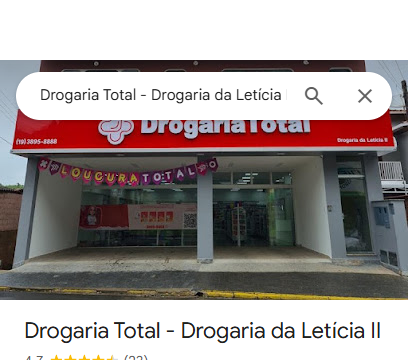 Drogaria Total - Drogaria da Letícia
DrogariaTotal
(19) 3895-8888
Drogaria da Letícia II
LOUCURA TOTAL
Drogaria Total - Drogaria da Letícia II
4,3 (22)